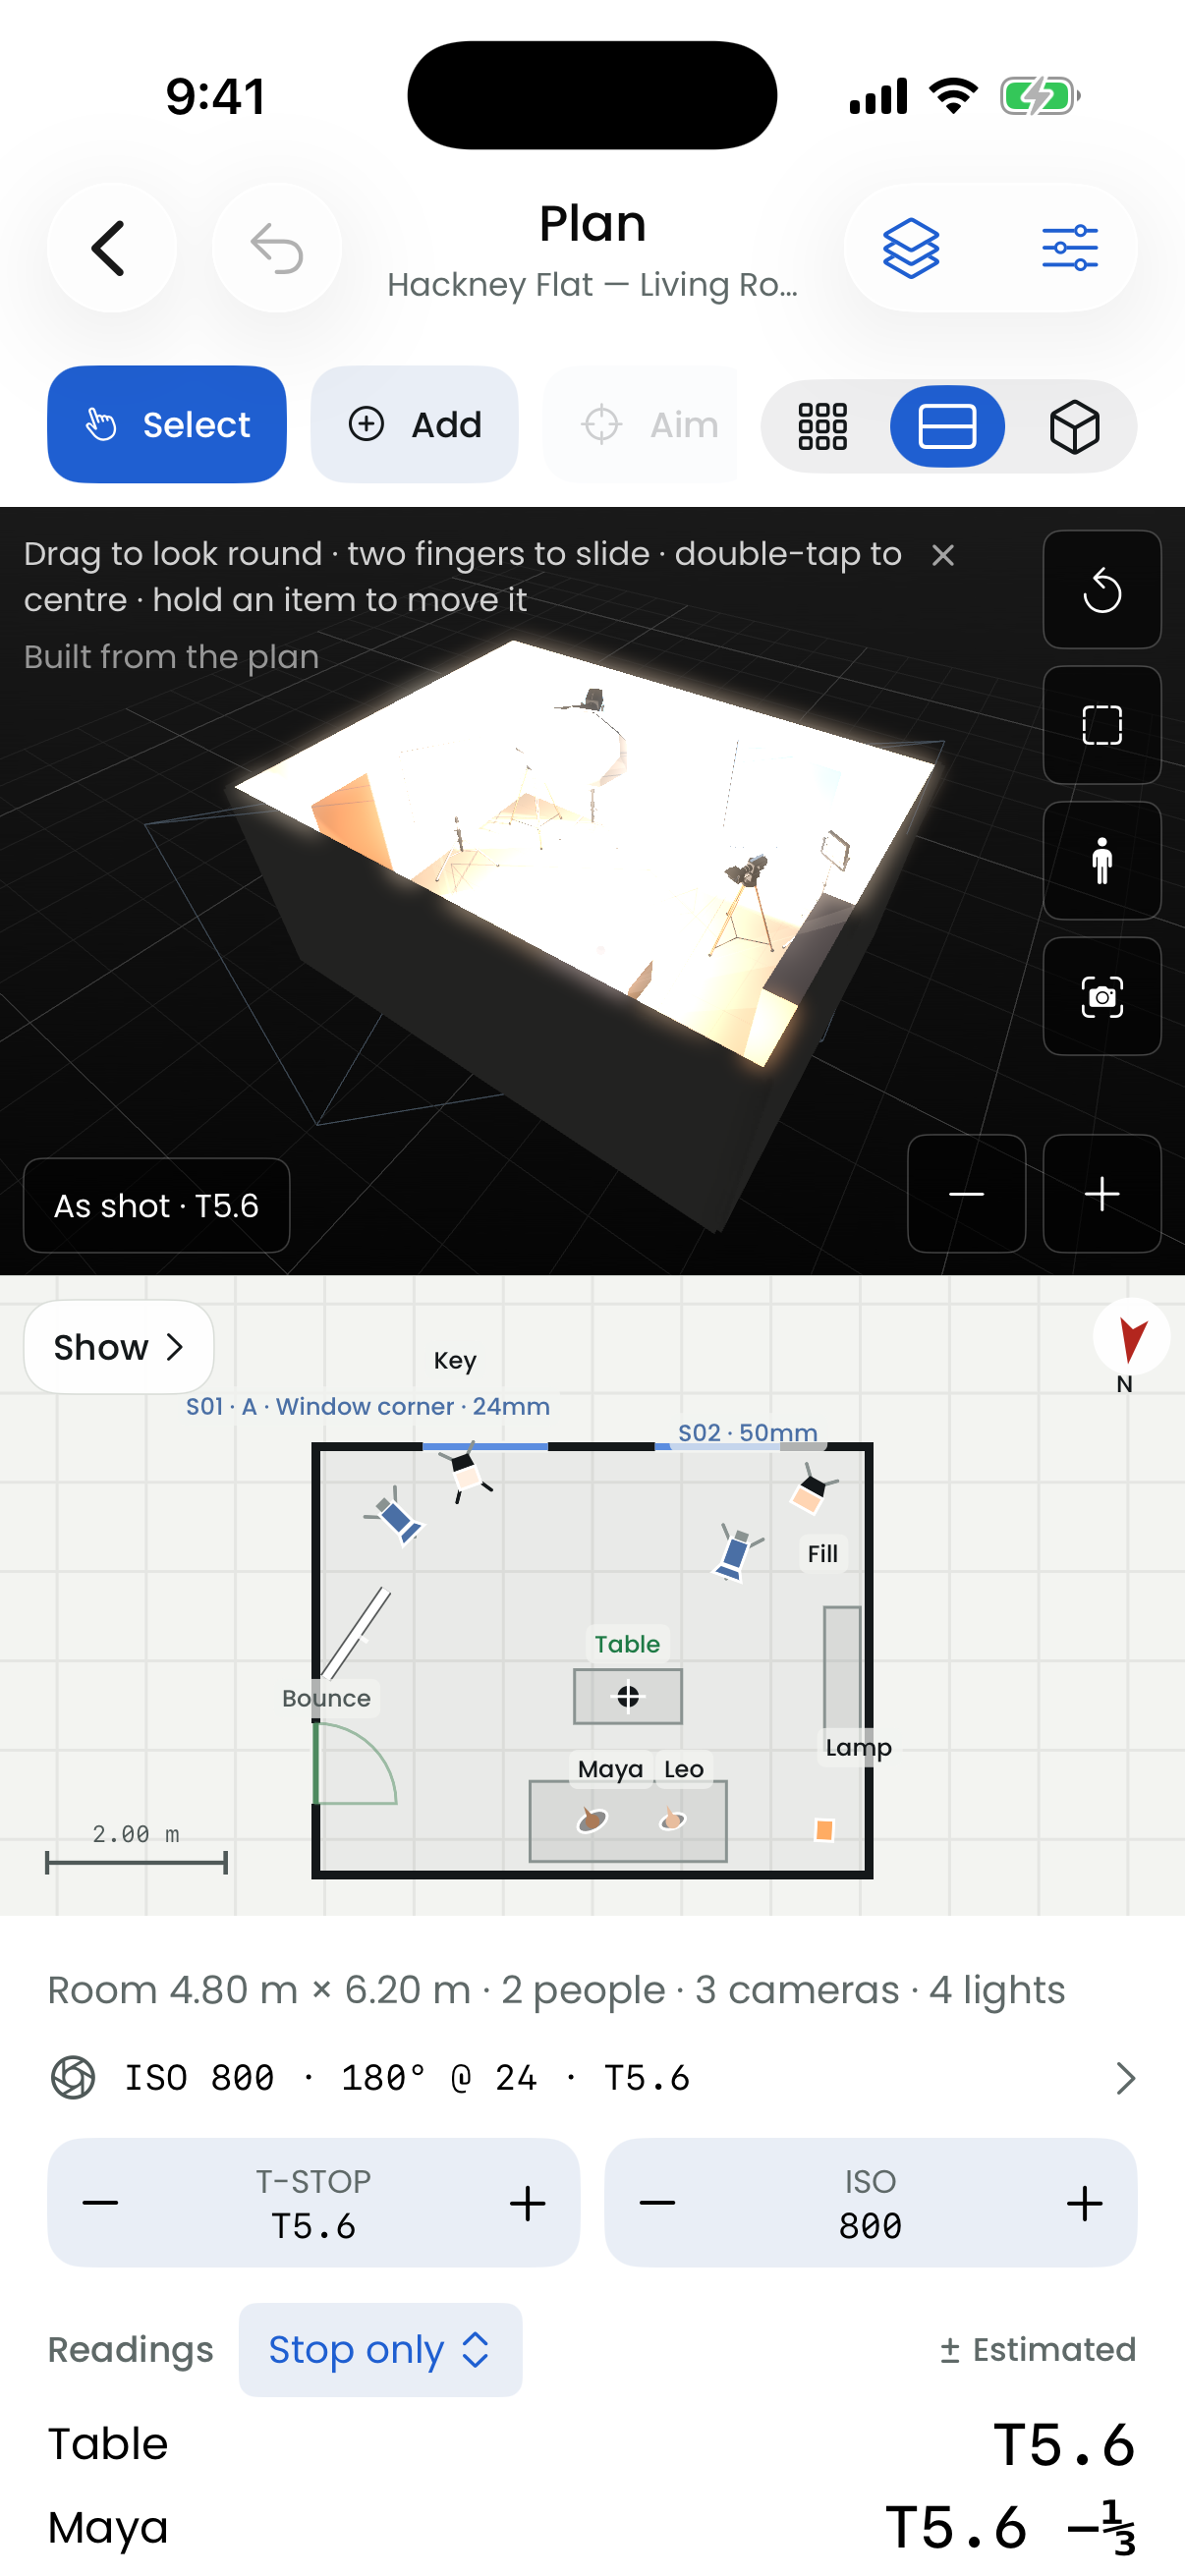 9:41
Plan
Hackney Flat — Living Ro...
Select
Add
Aim
Drag to look round · two fingers to slide · double-tap to
centre · hold an item to move it
Built from the plan
As shot · T5.6
Show
N
Key
S01 · A · Window corner · 24mm
S02 · 50mm
Fill
Table
Bounce
Lamp
Maya
Leo
2.00 m
Room 4.80 m × 6.20 m · 2 people · 3 cameras · 4 lights
ISO 800 · 180° @ 24 · T5.6
T-STOP
T5.6
ISO
800
Readings
Stop only
± Estimated
Table
T5.6
Maya
T5.6 −⅓